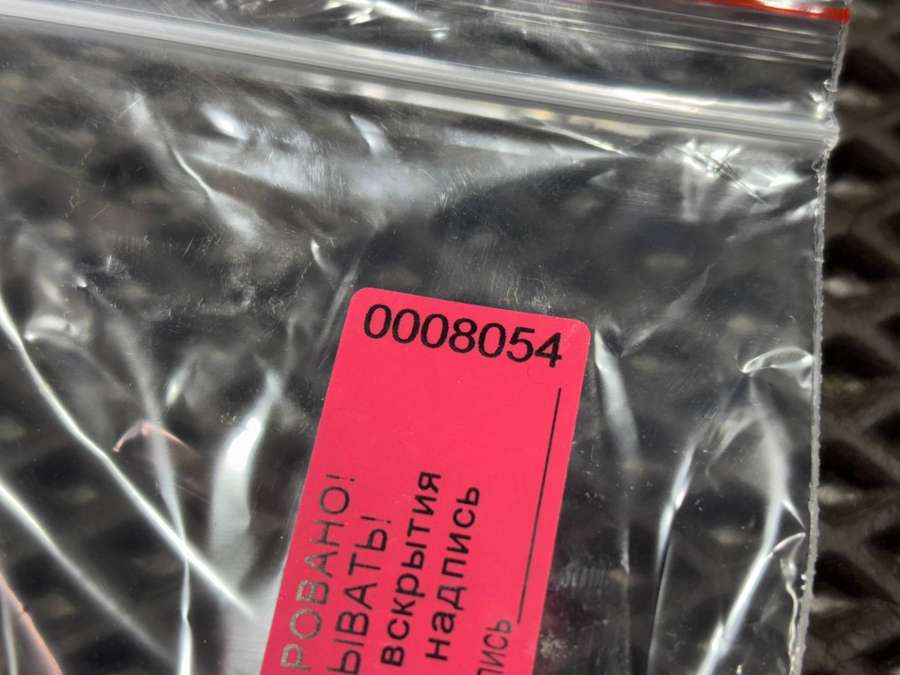 0008054
РОВАНО!
ЫВАТЬ!
вскрытия
надпись
пись